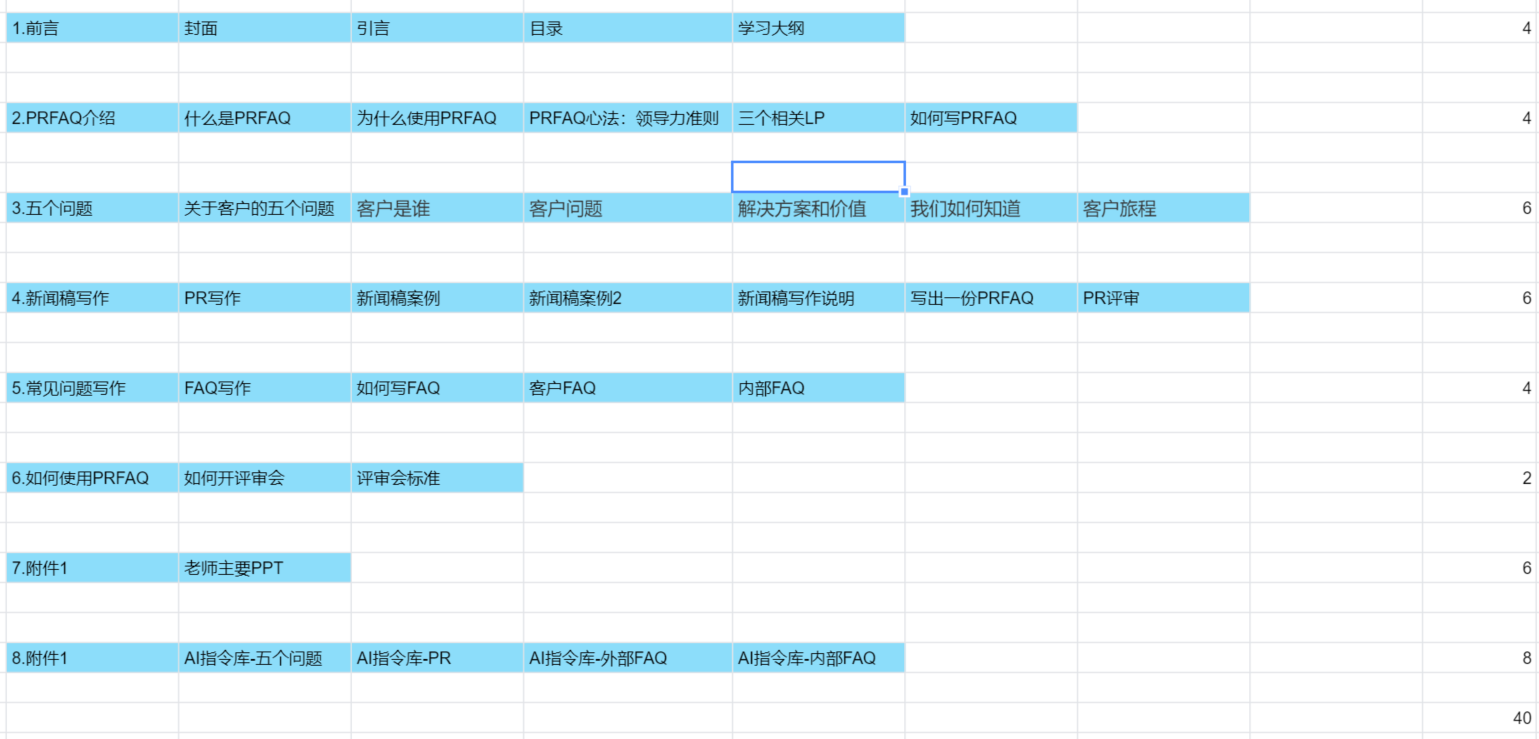 1.前言 封面 引言 目录 学习大纲 4
2.PRFAQ介绍 什么是PRFAQ 为什么使用PRFAQ PRFAQ心法：领导力准则 三个相关LP 如何写PRFAQ 4
3.五个问题 关于客户的五个问题 客户是谁 客户问题 解决方案和价值 我们如何知道 客户旅程 6
4.新闻稿写作 PR写作 新闻稿案例 新闻稿案例2 新闻稿写作说明 写出一份PRFAQ PR评审 6
5.常见问题写作 FAQ写作 如何写FAQ 客户FAQ 内部FAQ 4
6.如何使用PRFAQ 如何开评审会 评审会标准 2
7.附件1 老师主要PPT 6
8.附件1 AI指令库-五个问题 AI指令库-PR AI指令库-外部FAQ AI指令库-内部FAQ 8
40